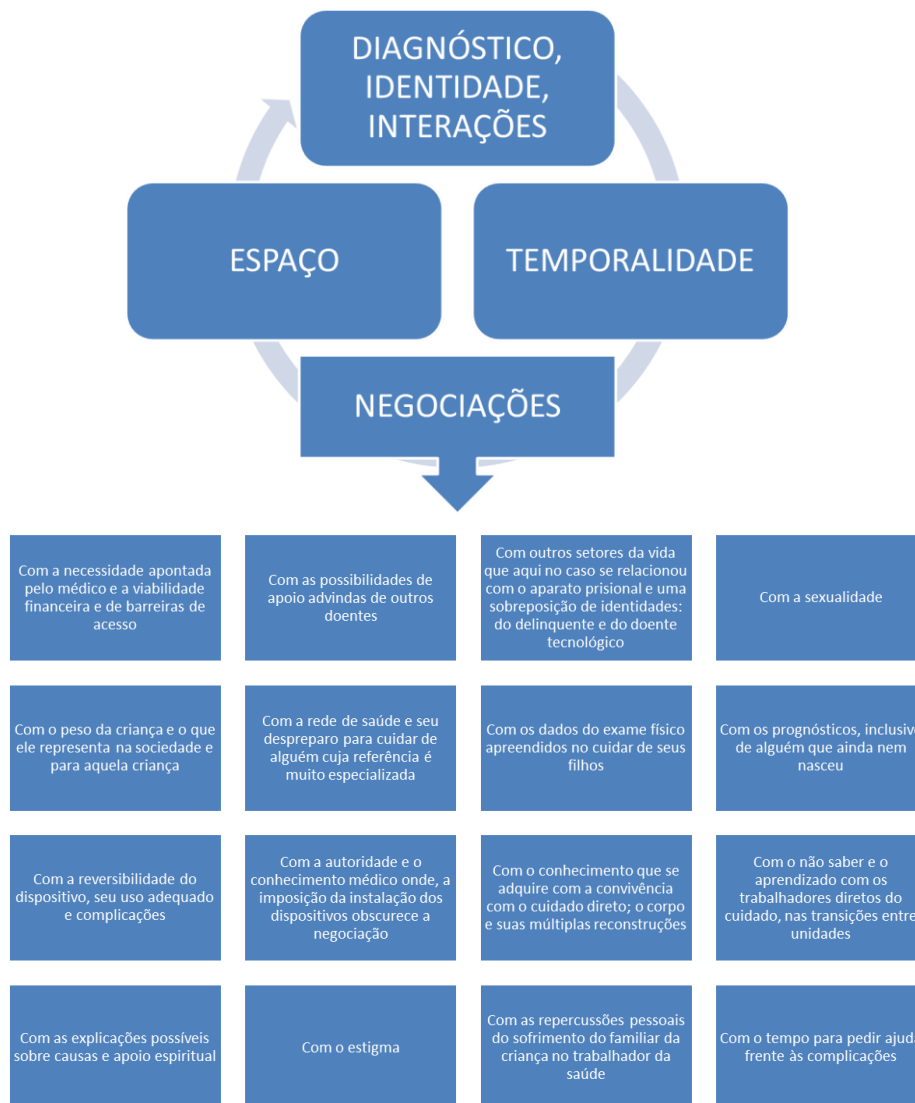 DIAGNÓSTICO,
IDENTIDADE,
INTERAÇÕES
ESPAÇO
TEMPORALIDADE
NEGOCIAÇÕES
Com a necessidade apontada
pelo médico e a viabilidade
financeira e de barreiras de
acesso
Com as possibilidades de
apoio advindas de outros
doentes
Com outros setores da vida
que aqui no caso se relacionou
com o aparato prisional e uma
sobreposição de identidades:
do delinquente e do doente
tecnológico
Com a sexualidade
Com o peso da criança e o que
ele representa na sociedade e
para aquela criança
Com a rede de saúde e seu
despreparo para cuidar de
alguém cuja referência é
muito especializada
Com os dados do exame físico
apreendidos no cuidar de seus
filhos
Com os prognósticos, inclusive
de alguém que ainda nem
nasceu
Com a reversibilidade do
dispositivo, seu uso adequado
e complicações
Com a autoridade e o
conhecimento médico onde, a
imposição da instalação dos
dispositivos obscurece a
negociação
Com o conhecimento que se
adquire com a convivência
com o cuidado direto; o corpo
e suas múltiplas reconstruções
Com o não saber e o
aprendizado com os
trabalhadores diretos do
cuidado, nas transições entre
unidades
Com as explicações possíveis
sobre causas e apoio espiritual
Com o estigma
Com as repercussões pessoais
do sofrimento do familiar da
criança no trabalhador da
saúde
Com o tempo para pedir ajuda
frente às complicações